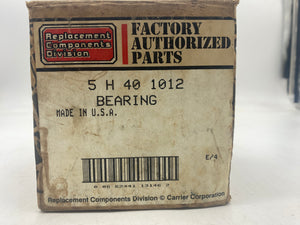 Replacement
Components
Division
FACTORY
AUTHORIZED
PARTS
5 H 40 1012
BEARING
MADE IN U.S.A.
E/4
Replacement Components Division © Carrier Corporation